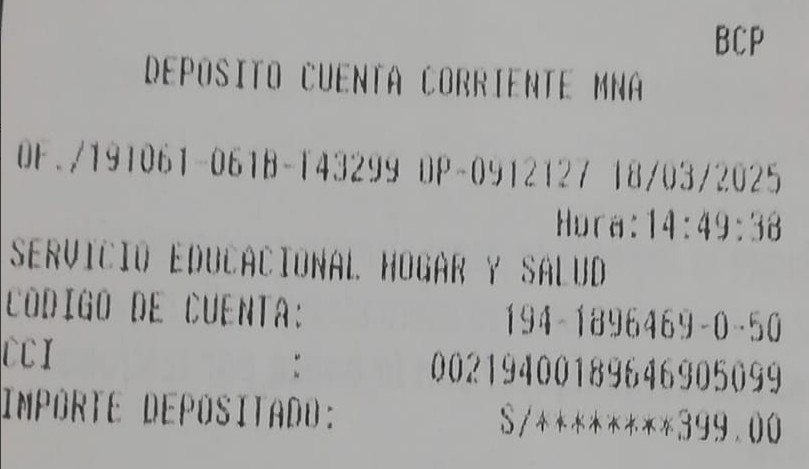 BCP
DEPOSITO CUENTA CORRIENTE MNA
OF./191061-061B-T43299 OP-0912127 18/03/2025
Hora:14:49:38
SERVICIO EDUCACIONAL HOGAR Y SALUD
CODIGO DE CUENTA: 194-1896469-0-50
CCI : 00219400189646905099
IMPORTE DEPOSITADO: S/********399.00